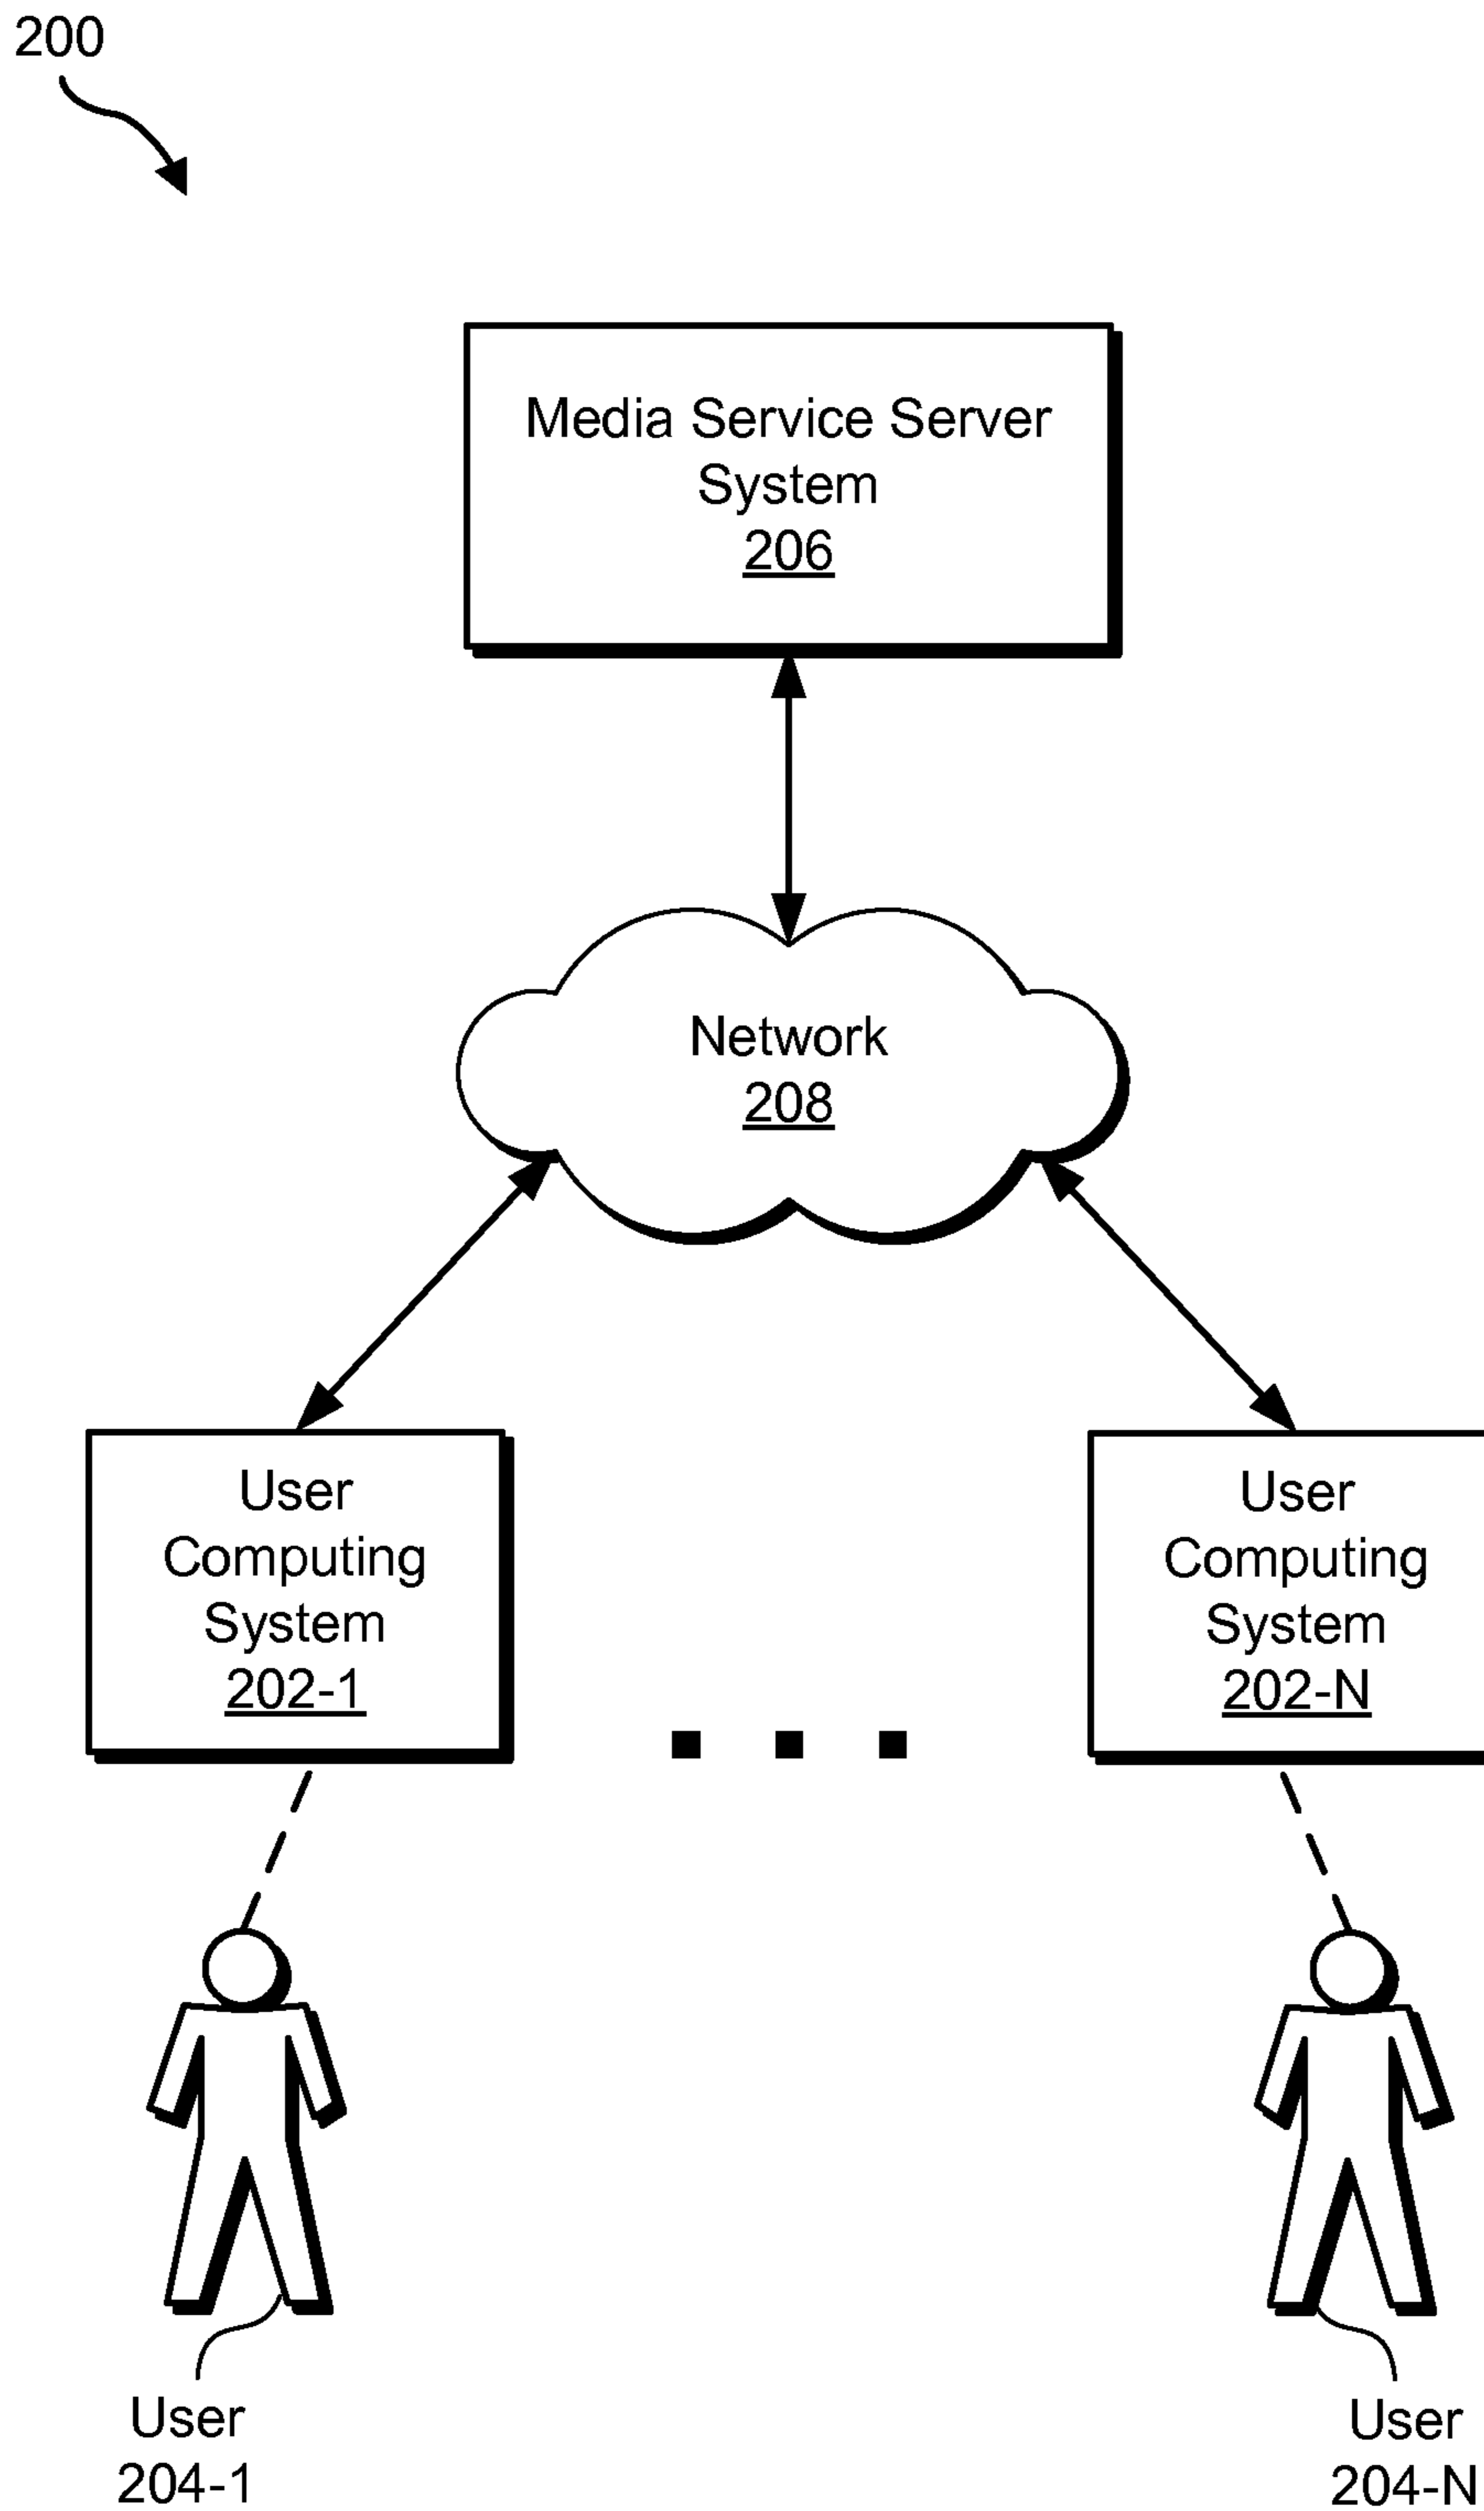 200
Media Service Server
System
206
Network
208
User
Computing
System
202-1
User
Computing
System
202-N
User
204-1
User
204-N